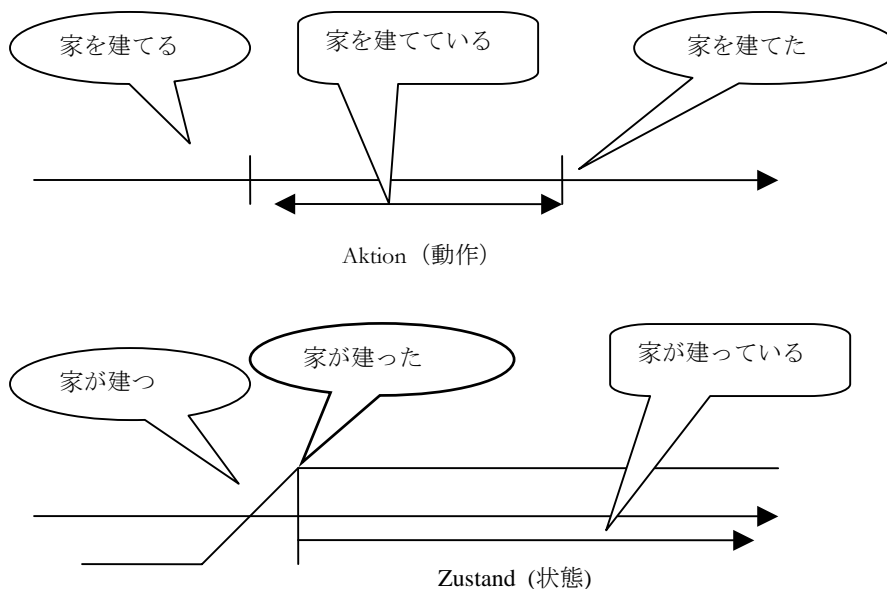 家を建てる
家を建てている
家を建てた
Aktion（動作）
家が建つ
家が建った
家が建っている
Zustand (状態)